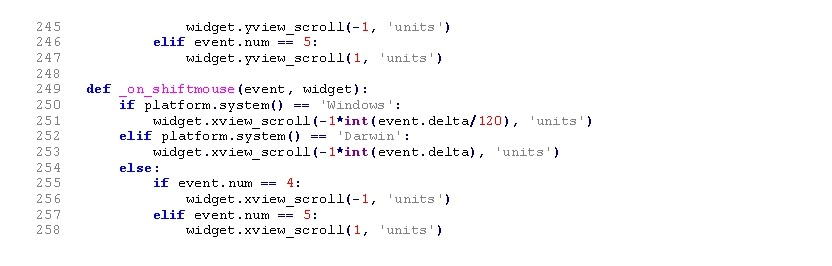 245                 widget.yview_scroll(-1, 'units')
246             elif event.num == 5:
247                 widget.yview_scroll(1, 'units')
248
249     def _on_shiftmouse(event, widget):
250         if platform.system() == 'Windows':
251             widget.xview_scroll(-1*int(event.delta/120), 'units')
252         elif platform.system() == 'Darwin':
253             widget.xview_scroll(-1*int(event.delta), 'units')
254         else:
255             if event.num == 4:
256                 widget.xview_scroll(-1, 'units')
257             elif event.num == 5:
258                 widget.xview_scroll(1, 'units')